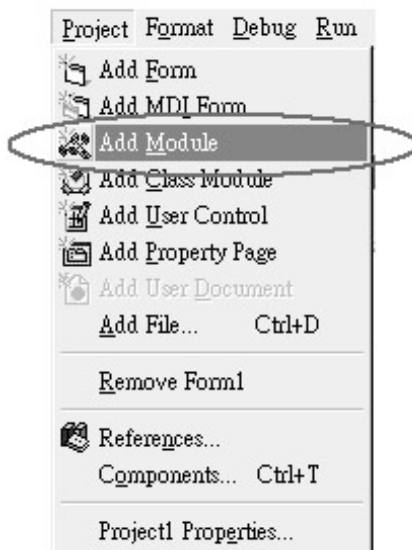 Project Format Debug Run
Add Form
Add MDI Form
Add Module
Add Class Module
Add User Control
Add Property Page
Add User Document
Add File... Ctrl+D
Remove Form1
References...
Components... Ctrl+T
Project1 Properties...